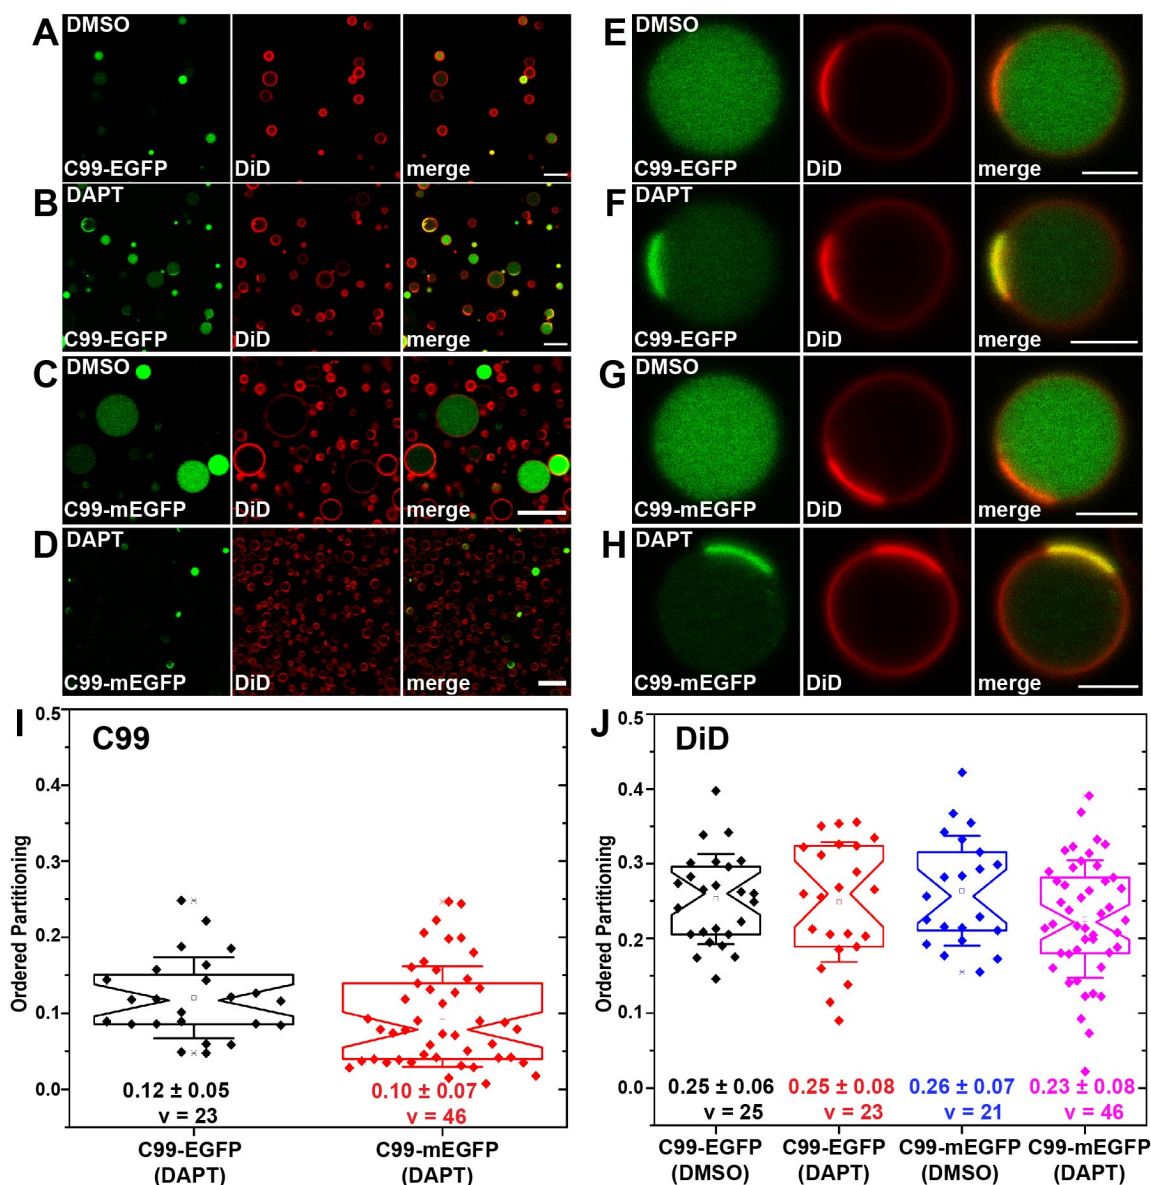 A DMSO
C99-EGFP DiD merge
B DAPT
C99-EGFP DiD merge
C DMSO
C99-mEGFP DiD merge
D DAPT
C99-mEGFP DiD merge
E DMSO
C99-EGFP DiD merge
F DAPT
C99-EGFP DiD merge
G DMSO
C99-mEGFP DiD merge
H DAPT
C99-mEGFP DiD merge
I C99
Ordered Partitioning
0.5
0.4
0.3
0.2
0.1
0.0
0.12 ± 0.05
v = 23
0.10 ± 0.07
v = 46
C99-EGFP
(DAPT)
C99-mEGFP
(DAPT)
J DiD
Ordered Partitioning
0.5
0.4
0.3
0.2
0.1
0.0
0.25 ± 0.06
v = 25
0.25 ± 0.08
v = 23
0.26 ± 0.07
v = 21
0.23 ± 0.08
v = 46
C99-EGFP
(DMSO)
C99-EGFP
(DAPT)
C99-mEGFP
(DMSO)
C99-mEGFP
(DAPT)